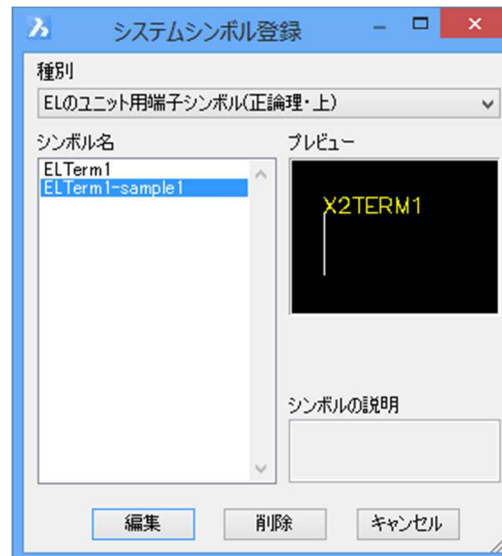 システムシンボル登録
種別
ELのユニット用端子シンボル(正論理・上)
シンボル名
プレビュー
ELTerm1
ELTerm1-sample1
X2TERM1
シンボルの説明
編集
削除
キャンセル